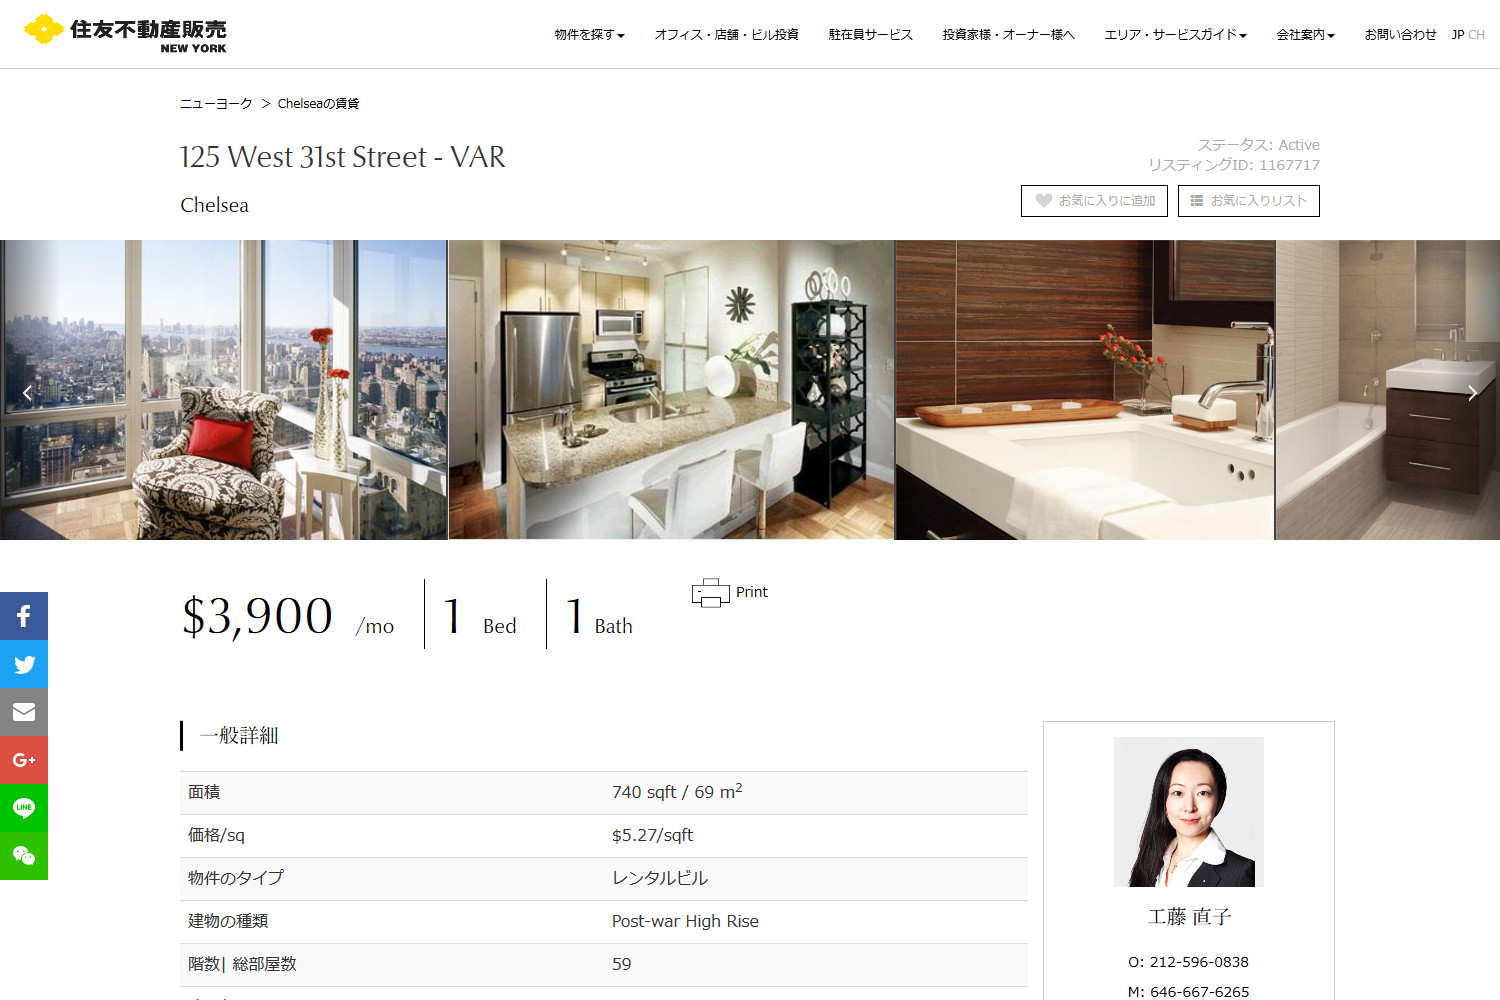 住友不動産販売
NEW YORK
物件を探す
オフィス・店舗・ビル投資
駐在員サービス
投資家様・オーナー様へ
エリア・サービスガイド
会社案内
お問い合わせ
JP CH
ニューヨーク > Chelseaの賃貸
125 West 31st Street - VAR
Chelsea
ステータス: Active
リスティングID: 1167717
お気に入りに追加
お気に入りリスト
$3,900 /mo
1 Bed
1 Bath
Print
G+
LINE
一般詳細
面積 740 sqft / 69 m²
価格/sq $5.27/sqft
物件のタイプ レンタルビル
建物の種類 Post-war High Rise
階数| 総部屋数 59
工藤 直子
O: 212-596-0838
M: 646-667-6265